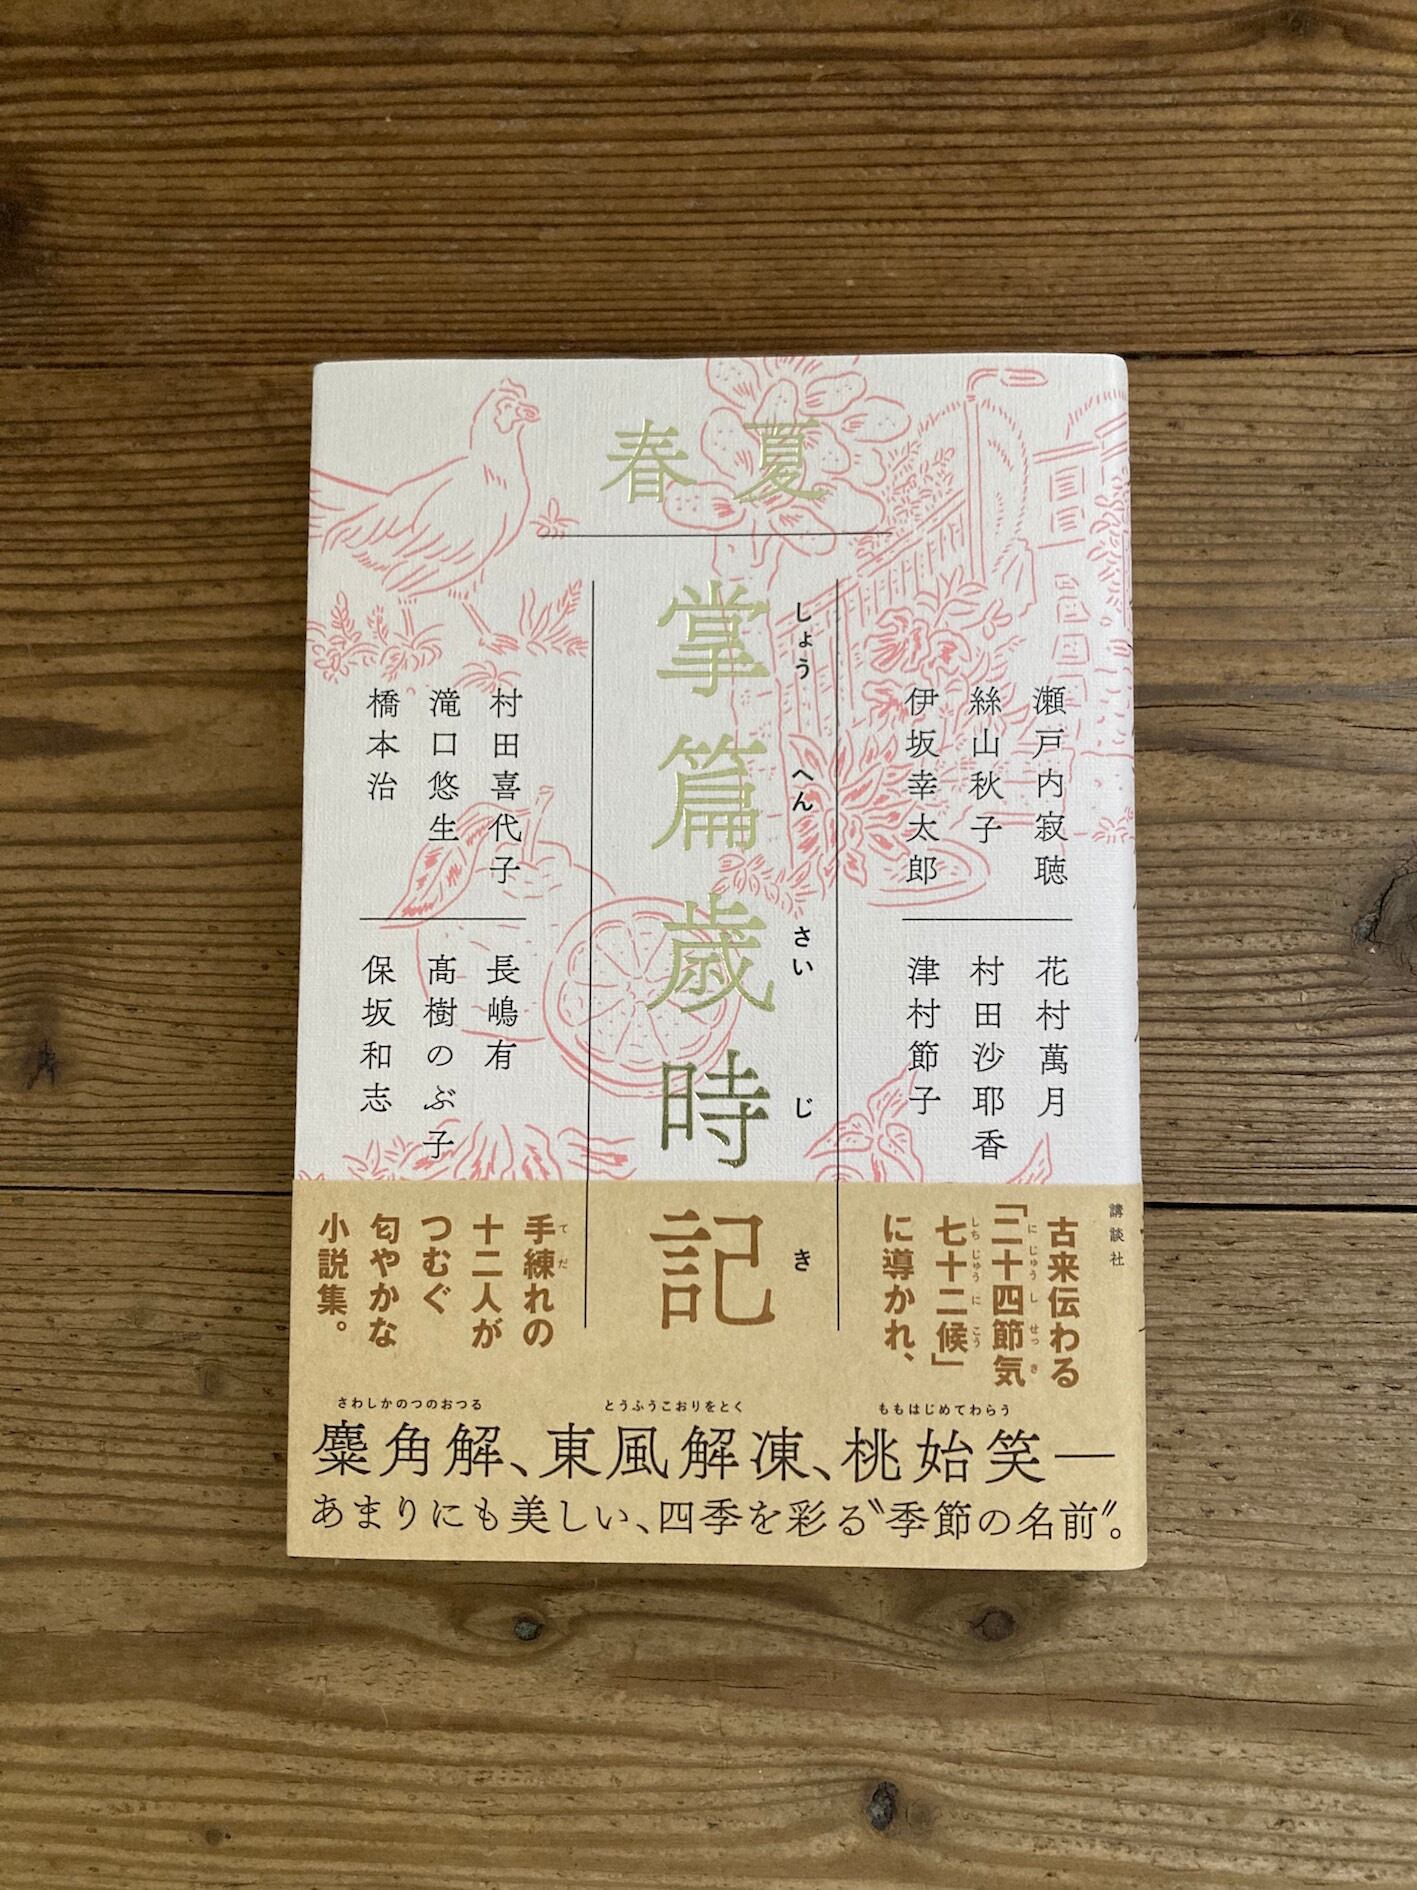 春夏
掌篇歳時記
しょうへんさいじき
瀬戸内寂聴
絲山秋子
伊坂幸太郎
花村萬月
村田沙耶香
津村節子
村田喜代子
滝口悠生
橋本治
長嶋有
髙樹のぶ子
保坂和志
講談社
古来伝わる
「二十四節気
にじゅうしせっき
七十二候」
しちじゅうにこう
に導かれ、
手練れの
てだ
十二人が
つむぐ
匂やかな
小説集。
さわしかのつのおつる とうふうこおりをとく ももはじめてわらう
麋角解、東風解凍、桃始笑—
あまりにも美しい、四季を彩る〝季節の名前〟。